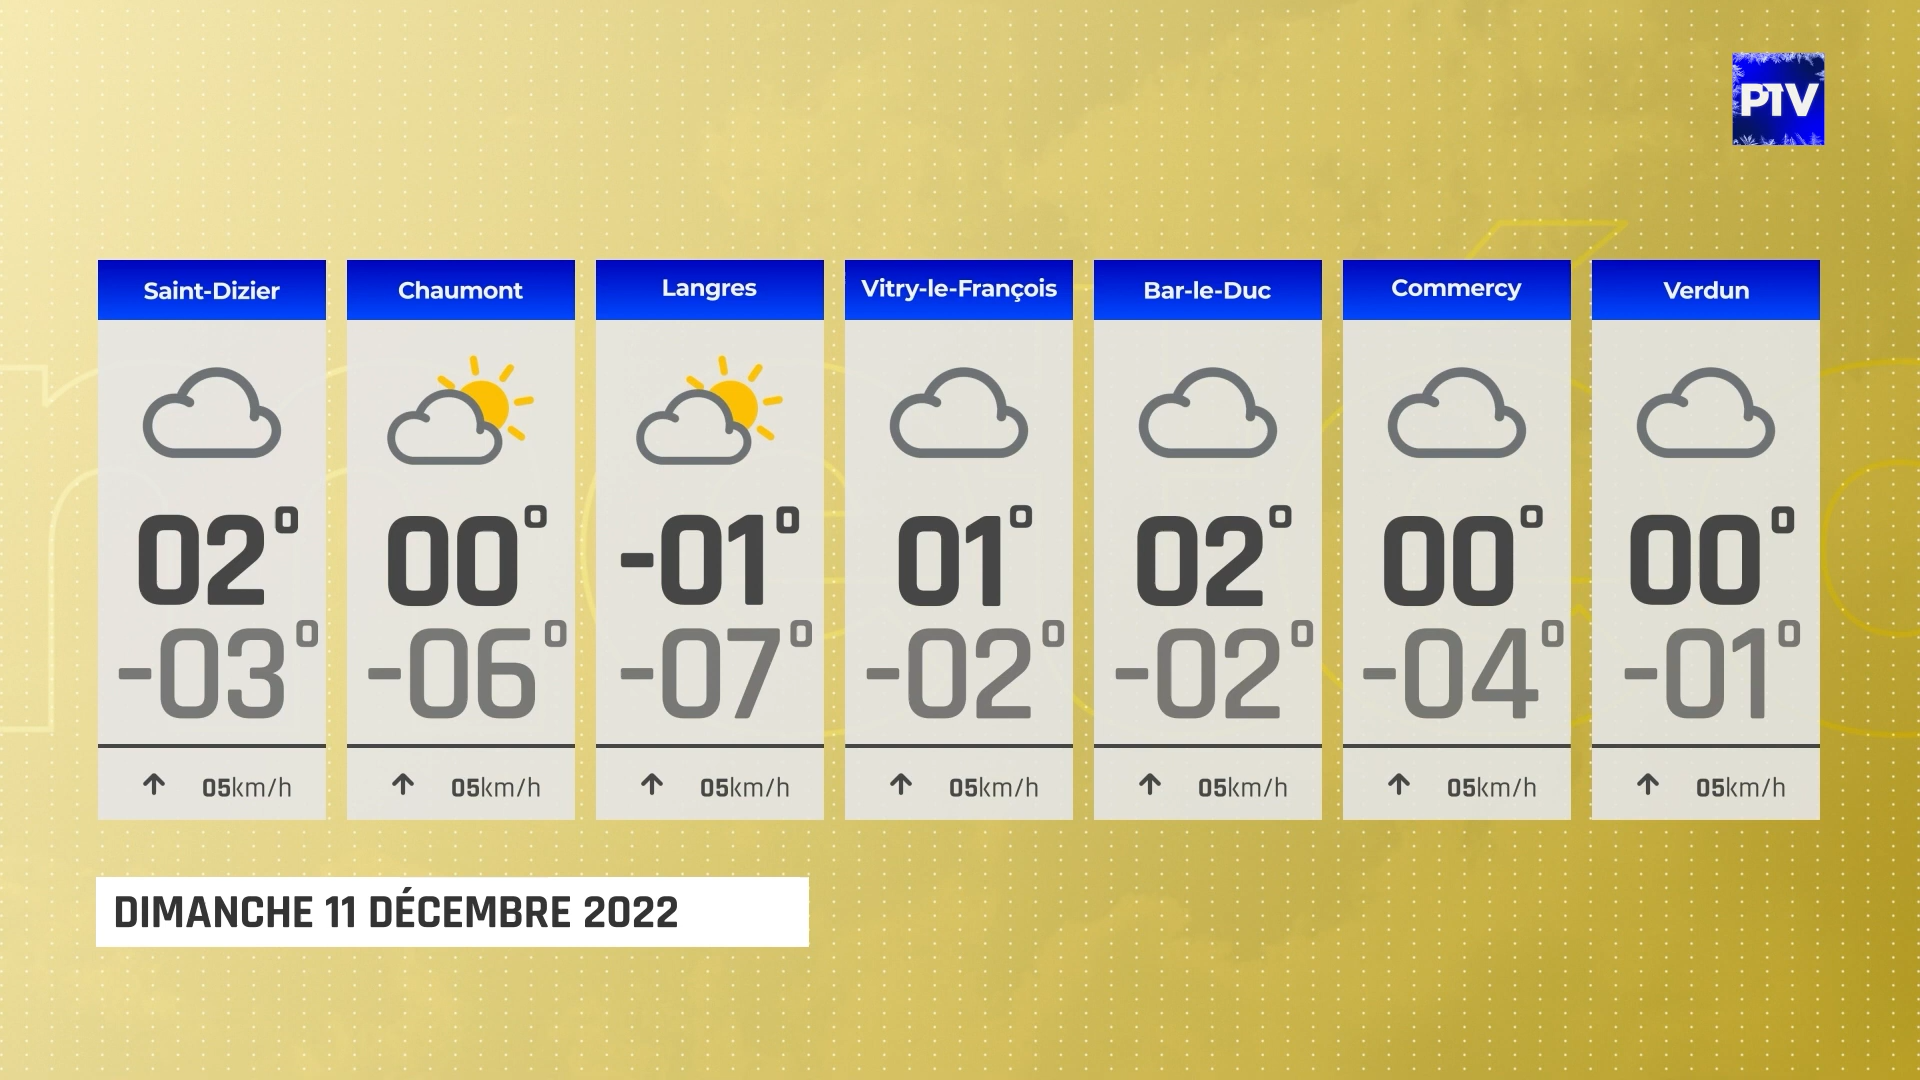 PTV
Saint-Dizier
Chaumont
Langres
Vitry-le-François
Bar-le-Duc
Commercy
Verdun
02°
00°
-01°
01°
02°
00°
00°
-03°
-06°
-07°
-02°
-02°
-04°
-01°
05km/h
05km/h
05km/h
05km/h
05km/h
05km/h
05km/h
DIMANCHE 11 DÉCEMBRE 2022